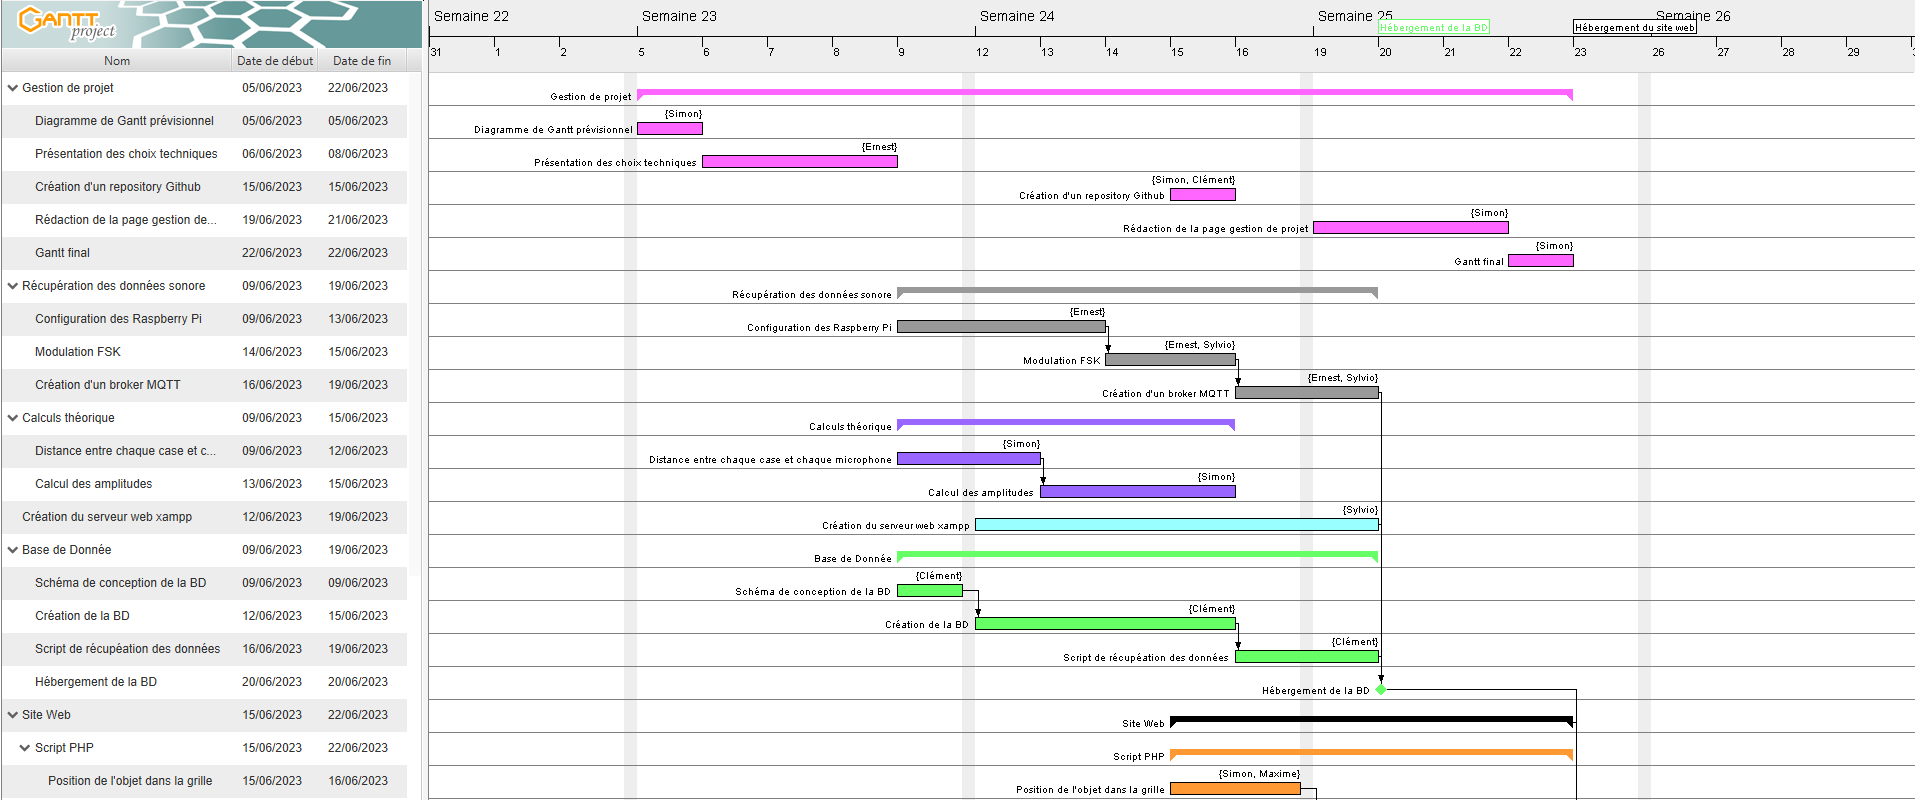 GANTT
project
Semaine 22
Semaine 23
Semaine 24
Semaine 25
Semaine 26
Hébergement de la BD
Hébergement du site web
31 1 2 5 6 7 8 9 12 13 14 15 16 19 20 21 22 23 26 27 28 29
Nom Date de début Date de fin
Gestion de projet 05/06/2023 22/06/2023
Gestion de projet
Diagramme de Gantt prévisionnel 05/06/2023 05/06/2023
{Simon}
Diagramme de Gantt prévisionnel
Présentation des choix techniques 06/06/2023 08/06/2023
{Ernest}
Présentation des choix techniques
Création d'un repository Github 15/06/2023 15/06/2023
{Simon, Clément}
Création d'un repository Github
Rédaction de la page gestion de... 19/06/2023 21/06/2023
{Simon}
Rédaction de la page gestion de projet
Gantt final 22/06/2023 22/06/2023
{Simon}
Gantt final
Récupération des données sonore 09/06/2023 19/06/2023
Récupération des données sonore
Configuration des Raspberry Pi 09/06/2023 13/06/2023
{Ernest}
Configuration des Raspberry Pi
Modulation FSK 14/06/2023 15/06/2023
{Ernest, Sylvio}
Modulation FSK
Création d'un broker MQTT 16/06/2023 19/06/2023
{Ernest, Sylvio}
Création d'un broker MQTT
Calculs théorique 09/06/2023 15/06/2023
Calculs théorique
Distance entre chaque case et c... 09/06/2023 12/06/2023
{Simon}
Distance entre chaque case et chaque microphone
Calcul des amplitudes 13/06/2023 15/06/2023
{Simon}
Calcul des amplitudes
Création du serveur web xampp 12/06/2023 19/06/2023
{Sylvio}
Création du serveur web xampp
Base de Donnée 09/06/2023 19/06/2023
Base de Donnée
Schéma de conception de la BD 09/06/2023 09/06/2023
{Clément}
Schéma de conception de la BD
Création de la BD 12/06/2023 15/06/2023
{Clément}
Création de la BD
Script de récupéation des données 16/06/2023 19/06/2023
{Clément}
Script de récupéation des données
Hébergement de la BD 20/06/2023 20/06/2023
Hébergement de la BD
Site Web 15/06/2023 22/06/2023
Site Web
Script PHP 15/06/2023 22/06/2023
Script PHP
Position de l'objet dans la grille 15/06/2023 16/06/2023
{Simon, Maxime}
Position de l'objet dans la grille